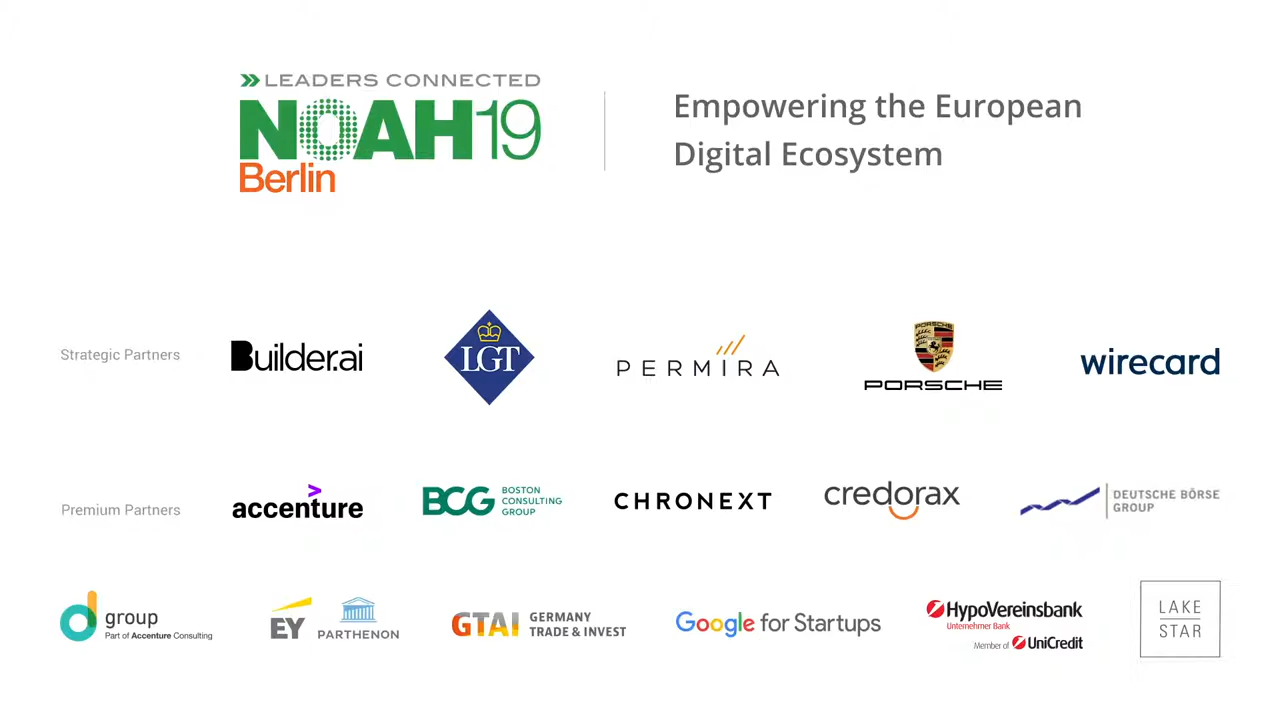 LEADERS CONNECTED
NOAH19
Berlin
Empowering the European
Digital Ecosystem
Strategic Partners
Builder.ai
LGT
PERMIRA
PORSCHE
PORSCHE
wirecard
Premium Partners
accenture
BCG
BOSTON
CONSULTING
GROUP
CHRONEXT
credorax
DEUTSCHE BÖRSE
GROUP
d group
Part of Accenture Consulting
EY
PARTHENON
GTAI
GERMANY
TRADE & INVEST
Google for Startups
HypoVereinsbank
Unternehmer Bank
Member of UniCredit
LAKE
STAR